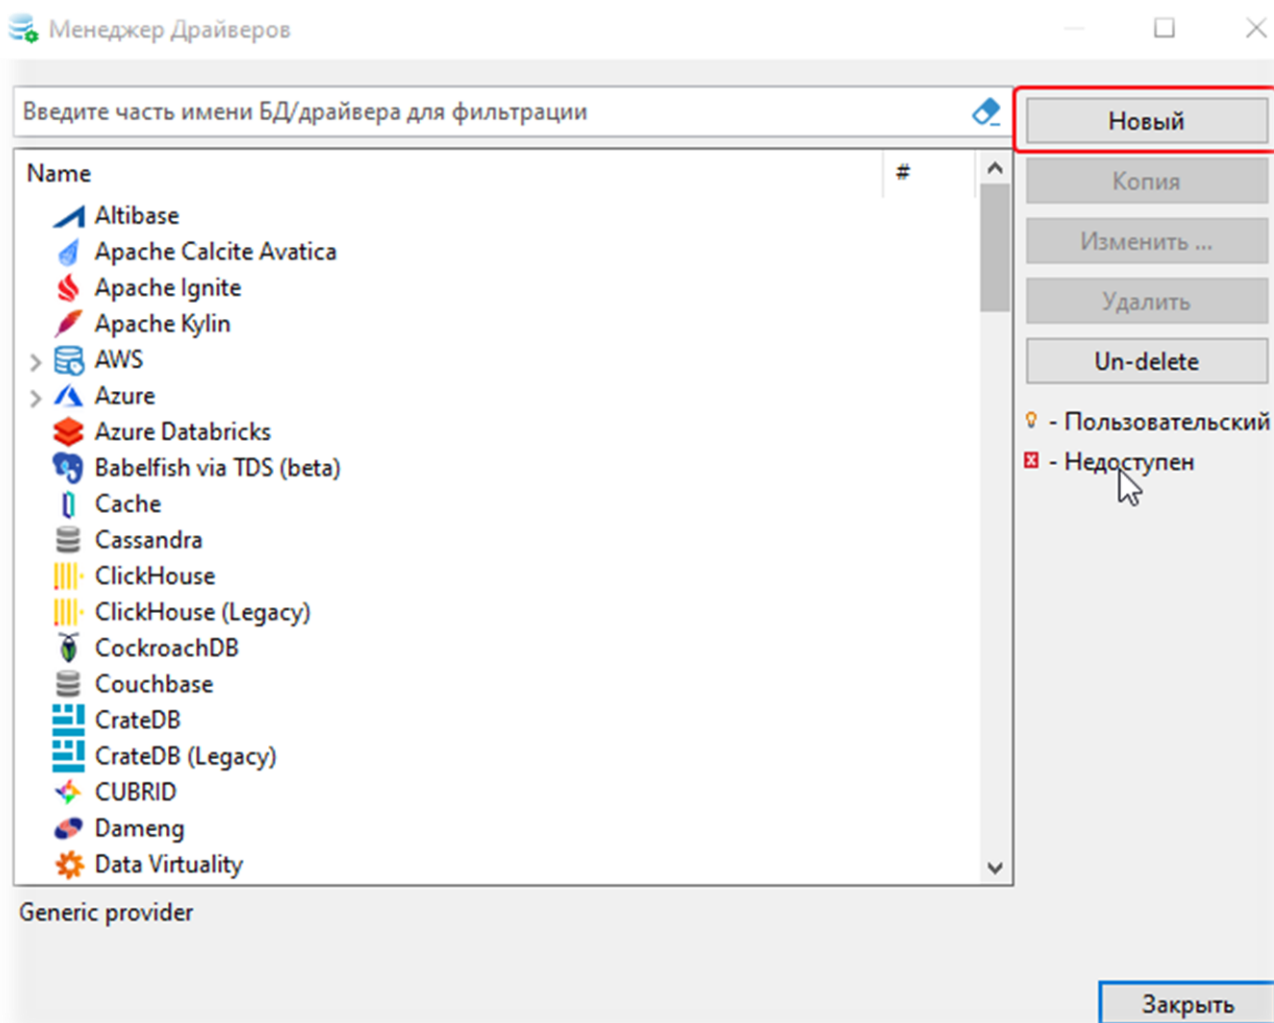 Менеджер Драйверов
Введите часть имени БД/драйвера для фильтрации
Новый
Name #
Копия
Altibase
Apache Calcite Avatica
Изменить ...
Apache Ignite
Удалить
Apache Kylin
AWS
Un-delete
Azure
Azure Databricks
- Пользовательский
Babelfish via TDS (beta)
- Недоступен
Cache
Cassandra
ClickHouse
ClickHouse (Legacy)
CockroachDB
Couchbase
CrateDB
CrateDB (Legacy)
CUBRID
Dameng
Data Virtuality
Generic provider
Закрыть